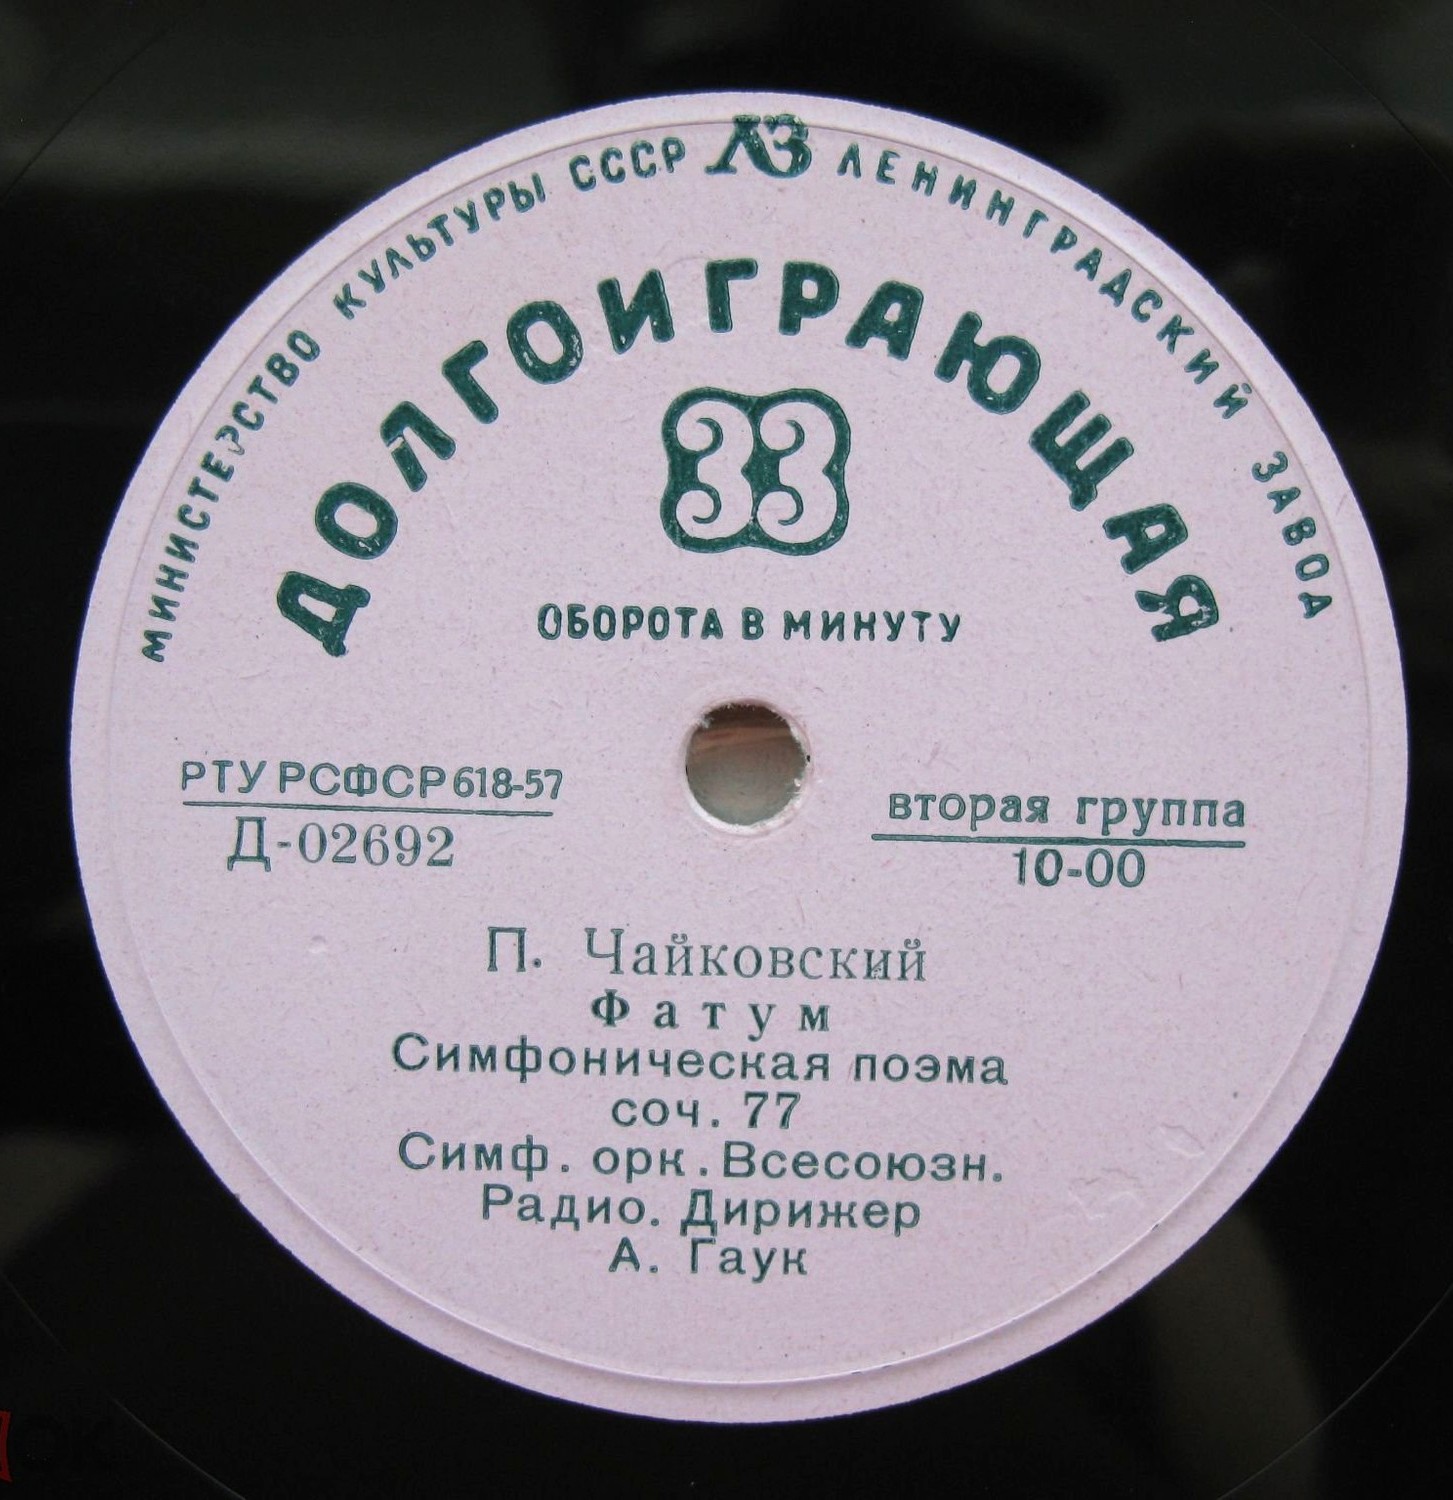 МИНИСТЕРСТВО КУЛЬТУРЫ СССР ЛЗ ЛЕНИНГРАДСКИЙ ЗАВОД
ДОЛГОИГРАЮЩАЯ
33
ОБОРОТА В МИНУТУ
РТУ РСФСР 618-57
Д-02692
вторая группа
10-00
П. Чайковский
Фатум
Симфоническая поэма
соч. 77
Симф. орк. Всесоюзн.
Радио. Дирижер
А. Гаук